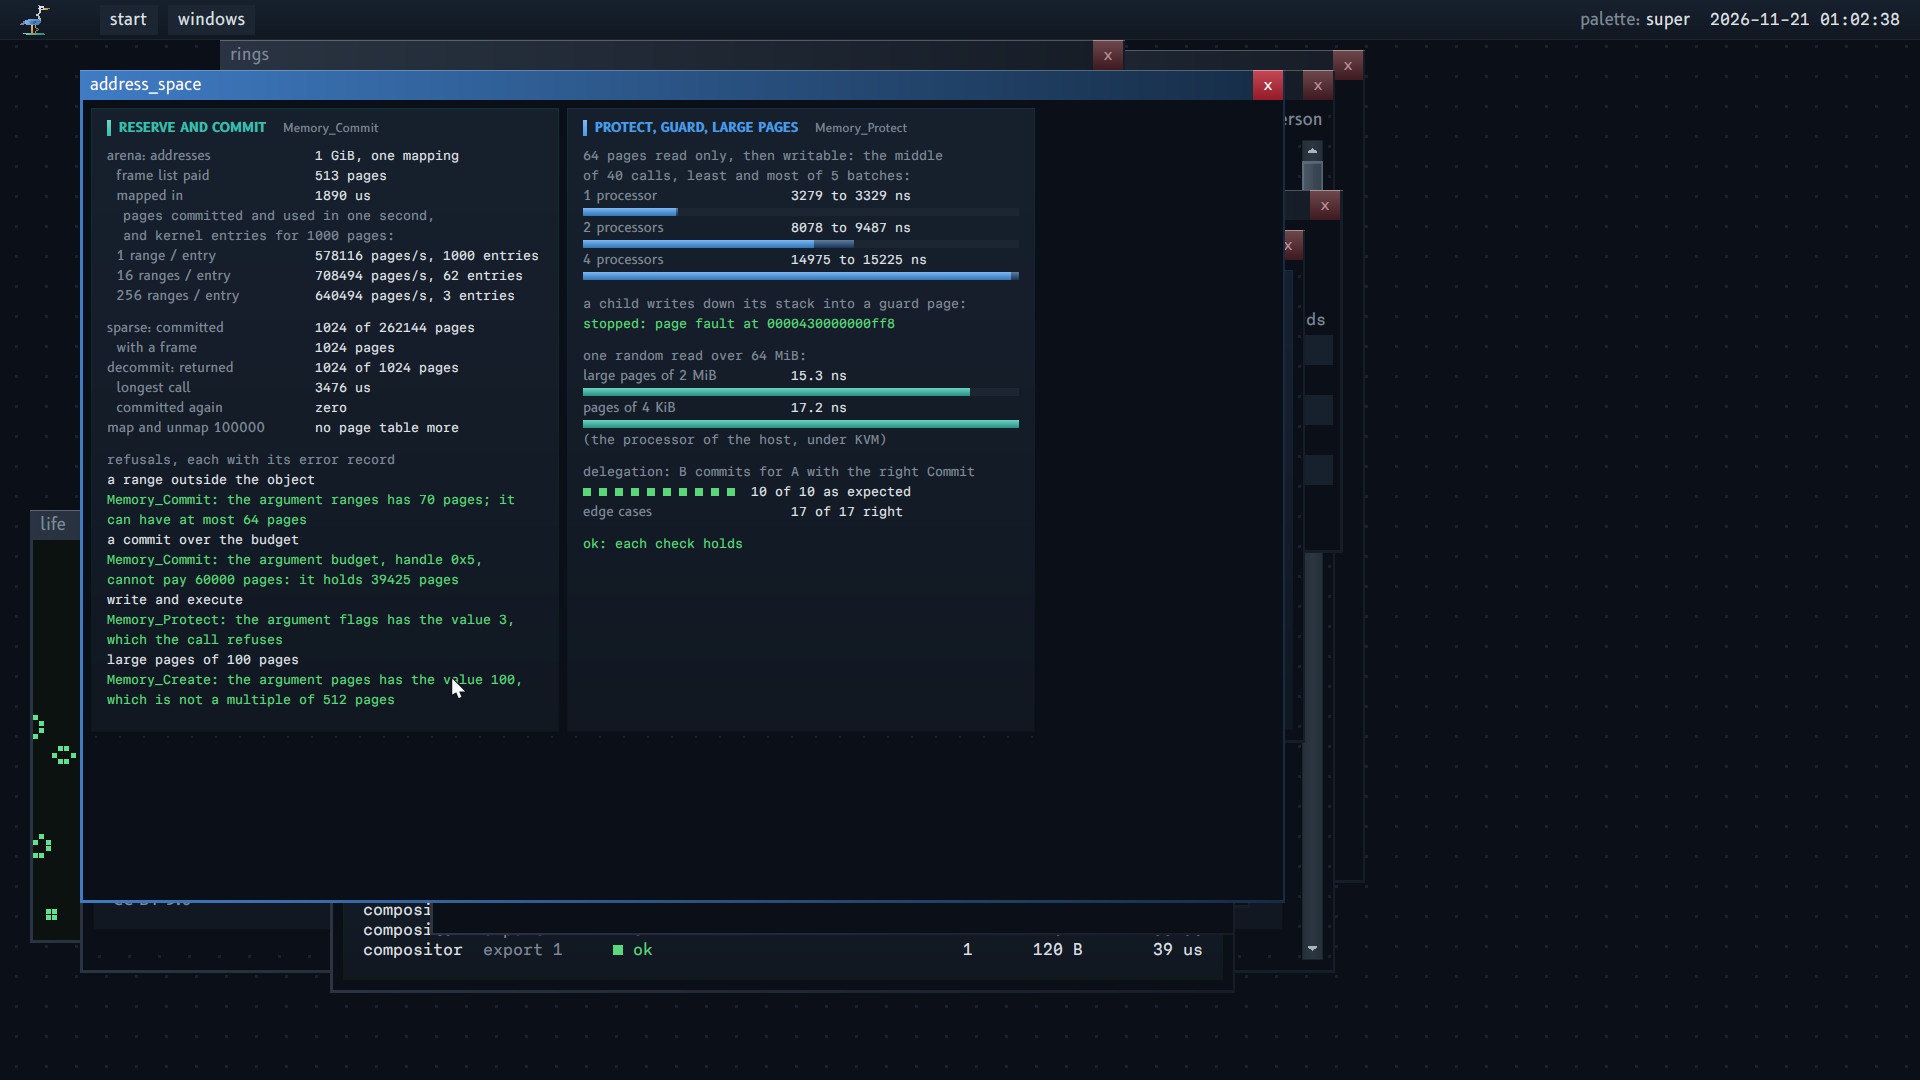 start windows palette: super 2026-11-21 01:02:38
rings x
x
address_space x x
RESERVE AND COMMIT Memory_Commit
arena: addresses 1 GiB, one mapping
frame list paid 513 pages
mapped in 1890 us
pages committed and used in one second,
and kernel entries for 1000 pages:
1 range / entry 578116 pages/s, 1000 entries
16 ranges / entry 708494 pages/s, 62 entries
256 ranges / entry 640494 pages/s, 3 entries
sparse: committed 1024 of 262144 pages
with a frame 1024 pages
decommit: returned 1024 of 1024 pages
longest call 3476 us
committed again zero
map and unmap 100000 no page table more
refusals, each with its error record
a range outside the object
Memory_Commit: the argument ranges has 70 pages; it
can have at most 64 pages
a commit over the budget
Memory_Commit: the argument budget, handle 0x5,
cannot pay 60000 pages: it holds 39425 pages
write and execute
Memory_Protect: the argument flags has the value 3,
which the call refuses
large pages of 100 pages
Memory_Create: the argument pages has the value 100,
which is not a multiple of 512 pages
PROTECT, GUARD, LARGE PAGES Memory_Protect
64 pages read only, then writable: the middle
of 40 calls, least and most of 5 batches:
1 processor 3279 to 3329 ns
2 processors 8078 to 9487 ns
4 processors 14975 to 15225 ns
a child writes down its stack into a guard page:
stopped: page fault at 0000430000000ff8
one random read over 64 MiB:
large pages of 2 MiB 15.3 ns
pages of 4 KiB 17.2 ns
(the processor of the host, under KVM)
delegation: B commits for A with the right Commit
10 of 10 as expected
edge cases 17 of 17 right
ok: each check holds
erson
x
x
ds
life
composi
composi
compositor export 1 ok 1 120 B 39 us